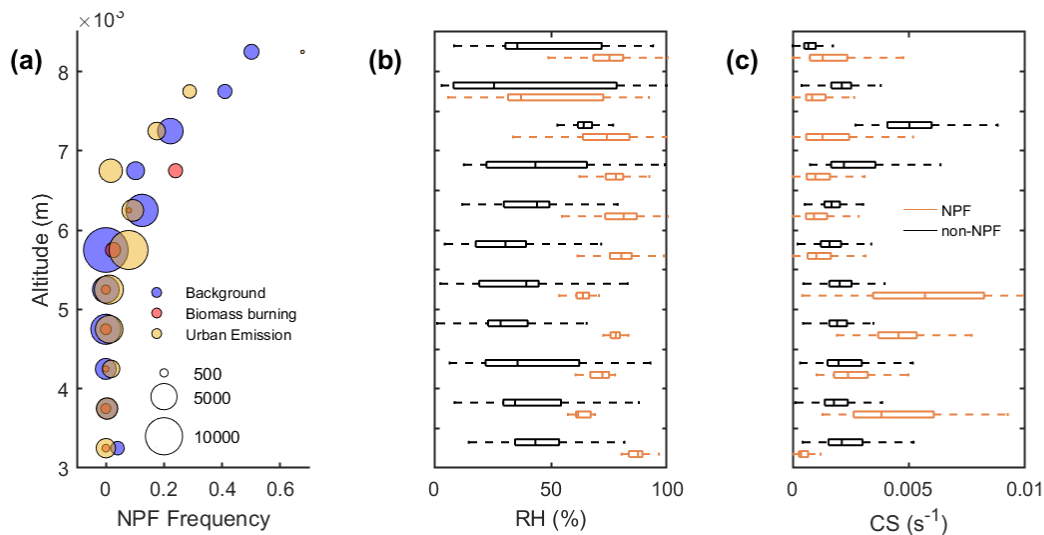 ×10³
(a)
8
7
6
5
4
3
Altitude (m)
Background
Biomass burning
Urban Emission
500
5000
10000
0
0.2
0.4
0.6
NPF Frequency
(b)
0
50
100
RH (%)
(c)
NPF
non-NPF
0
0.005
0.01
CS (s⁻¹)